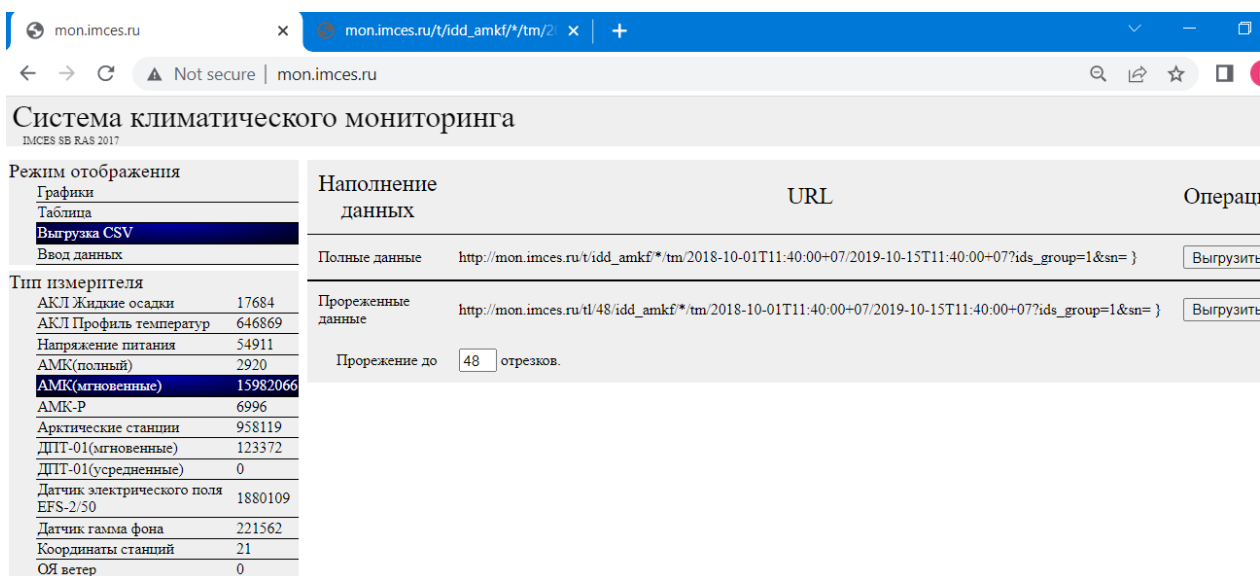 mon.imces.ru
mon.imces.ru/t/idd_amkf/*/tm/2
Not secure | mon.imces.ru
Система климатического мониторинга
IMCES SB RAS 2017
Режим отображения
Графики
Таблица
Выгрузка CSV
Ввод данных
Тип измерителя
АКЛ Жидкие осадки 17684
АКЛ Профиль температур 646869
Напряжение питания 54911
АМК(полный) 2920
АМК(мгновенные) 15982066
АМК-Р 6996
Арктические станции 958119
ДПТ-01(мгновенные) 123372
ДПТ-01(усредненные) 0
Датчик электрического поля
EFS-2/50 1880109
Датчик гамма фона 221562
Координаты станций 21
ОЯ ветер 0
Наполнение
данных URL Операци
Полные данные http://mon.imces.ru/t/idd_amkf/*/tm/2018-10-01T11:40:00+07/2019-10-15T11:40:00+07?ids_group=1&sn= } Выгрузить
Прореженные
данные http://mon.imces.ru/tl/48/idd_amkf/*/tm/2018-10-01T11:40:00+07/2019-10-15T11:40:00+07?ids_group=1&sn= } Выгрузить
Прорежение до 48 отрезков.